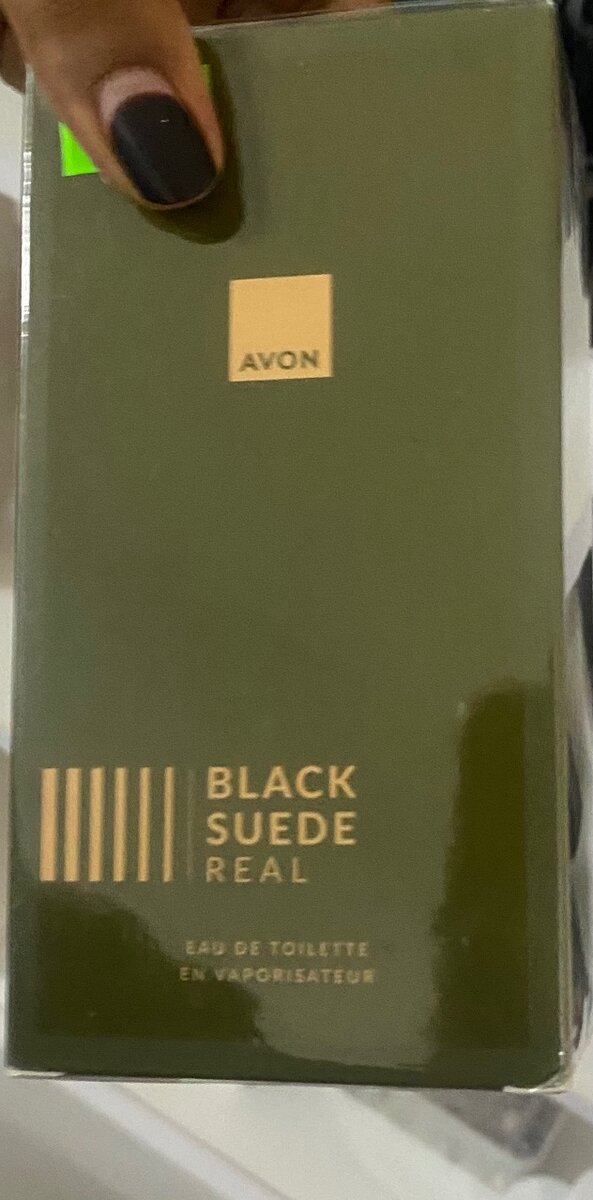 AVON
BLACK
SUEDE
REAL
EAU DE TOILETTE
EN VAPORISATEUR